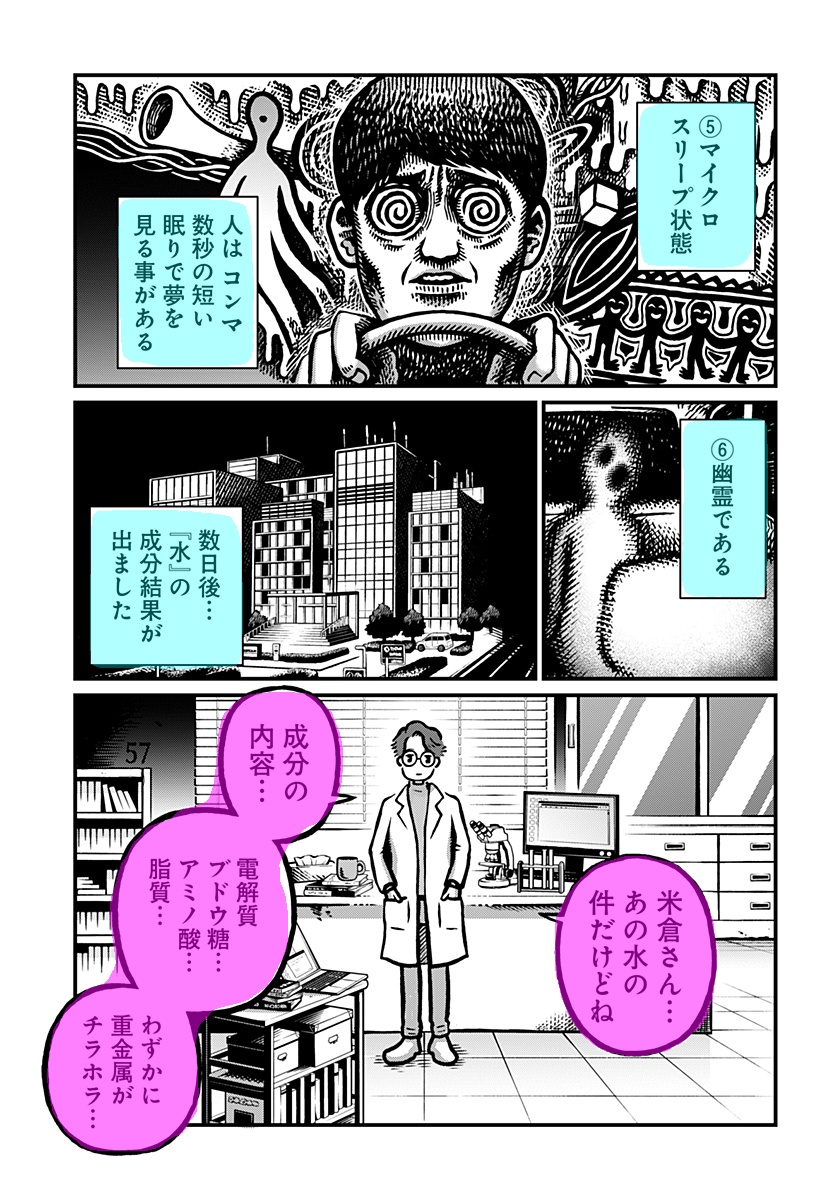 ⑤マイクロ
スリープ状態
人は コンマ
数秒の短い
眠りで夢を
見る事がある
⑥幽霊である
数日後…
『水』の
成分結果が
出ました
米倉さん…
あの水の
件だけどね
成分の
内容…
電解質
ブドウ糖…
アミノ酸…
脂質…
わずかに
重金属が
チラホラ…
57